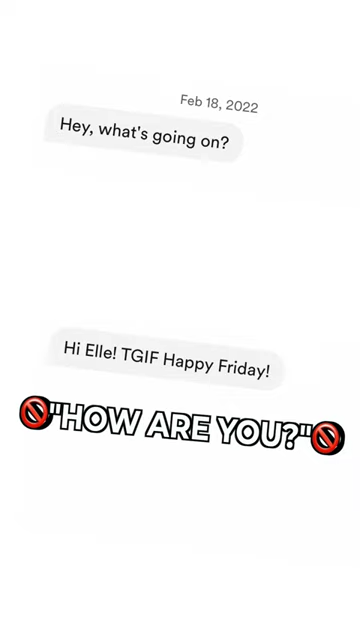 Feb 18, 2022
Hey, what's going on?
Hi Elle! TGIF Happy Friday!
🚫"HOW ARE YOU?"🚫